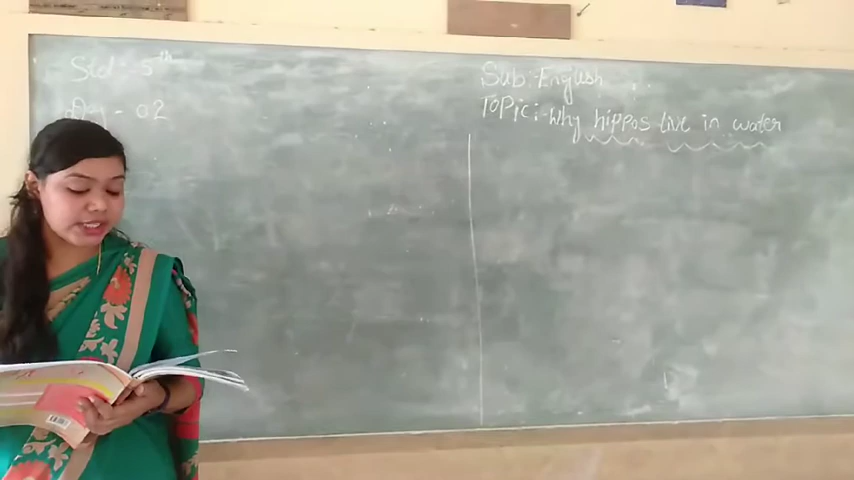 Std :- 5th
Day - 02
Sub :- English
Topic :- Why hippos live in water